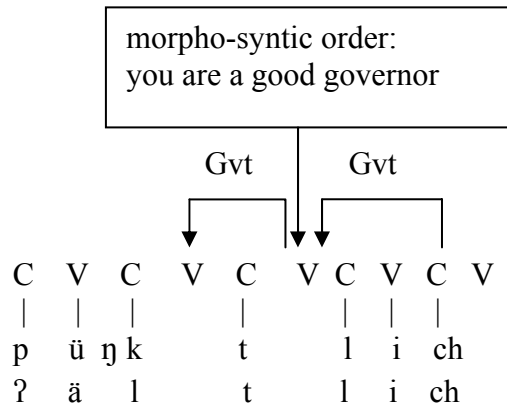 morpho-syntic order:
you are a good governor
Gvt Gvt
C V C V C V C V C V
| | | | | | |
p ü ŋ k t l i ch
ʔ ä l t l i ch